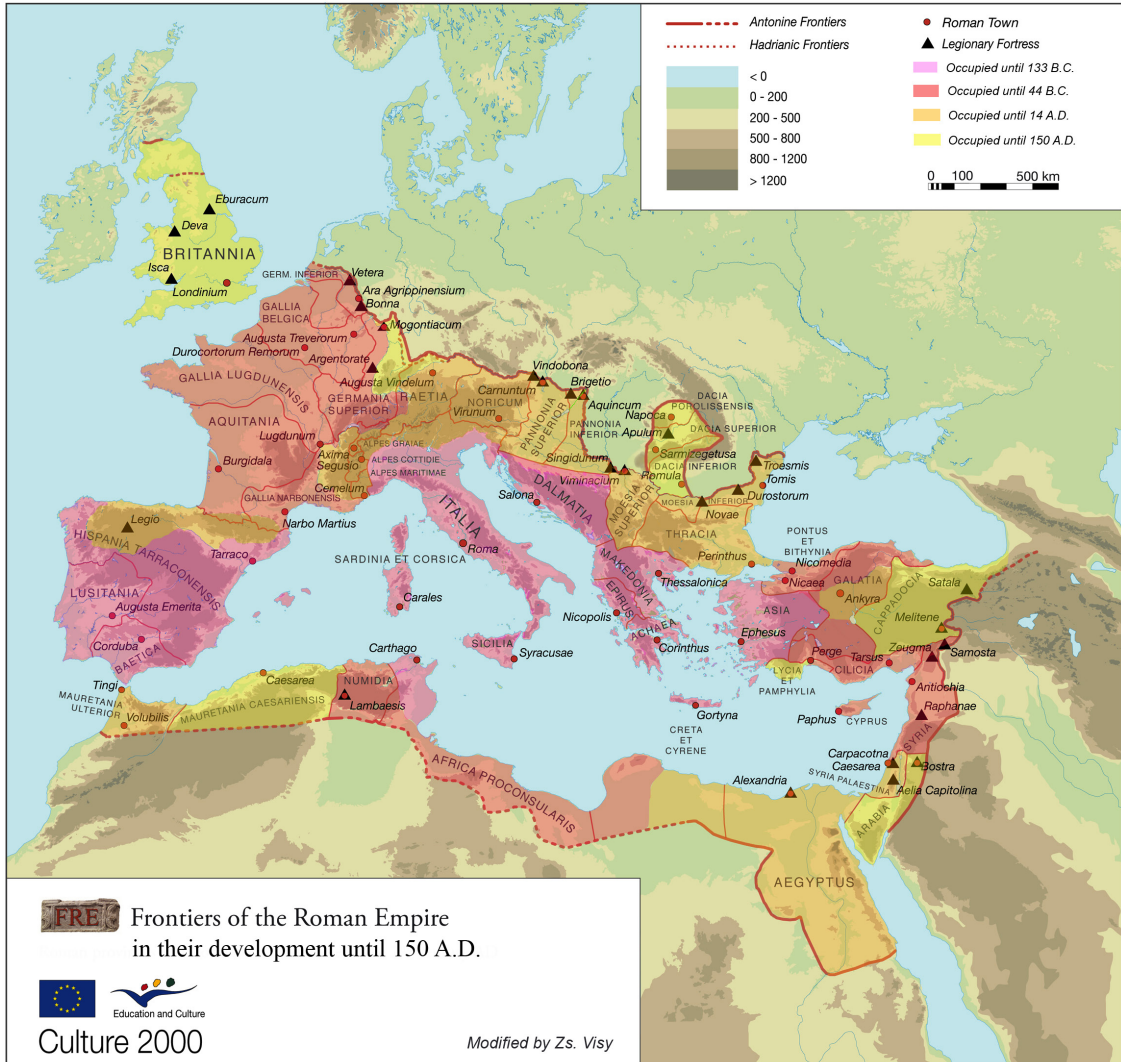 Antonine Frontiers
Hadrianic Frontiers
< 0
0 - 200
200 - 500
500 - 800
800 - 1200
> 1200
Roman Town
Legionary Fortress
Occupied until 133 B.C.
Occupied until 44 B.C.
Occupied until 14 A.D.
Occupied until 150 A.D.
0 100 500 km
Eburacum
Deva
BRITANNIA
Isca
Londinium
GERM. INFERIOR
Vetera
Ara Agrippinensium
Bonna
GALLIA
BELGICA
Mogontiacum
Augusta Treverorum
Durocortorum Remorum
Argentorate
GALLIA LUGDUNENSIS
Augusta Vindelum
RAETIA
GERMANIA
SUPERIOR
NORICUM
Virunum
Vindobona
Carnuntum
Brigetio
Aquincum
PANNONIA
SUPERIOR
PANNONIA
INFERIOR
DACIA
POROLISSENSIS
Napoca
DACIA SUPERIOR
Apulum
Sarmizegetusa
DACIA INFERIOR
Romula
Singidunum
Viminacium
MOESIA
SUPERIOR
MOESIA INFERIOR
Novae
Troesmis
Tomis
Durostorum
AQUITANIA
Lugdunum
Burgidala
Axima
Segusio
ALPES GRAIAE
ALPES COTTIDIE
ALPES MARITIMAE
Cemelum
GALLIA NARBONENSIS
Narbo Martius
Legio
HISPANIA TARRACONENSIS
Tarraco
LUSITANIA
Augusta Emerita
Corduba
BAETICA
ITALIA
Roma
SARDINIA ET CORSICA
Carales
SICILIA
Syracusae
Salona
DALMATIA
THRACIA
Perinthus
MAKEDONIA
Thessalonica
EPIRUS
Nicopolis
ACHAEA
Corinthus
PONTUS
ET
BITHYNIA
Nicomedia
Nicaea
GALATIA
Ankyra
ASIA
Ephesus
CAPPADOCIA
Satala
Melitene
Samosta
Zeugma
Perge
Tarsus
CILICIA
LYCIA
ET
PAMPHYLIA
Antiochia
Raphanae
SYRIA
Paphus
CYPRUS
Gortyna
CRETA
ET
CYRENE
Carpacotna
Caesarea
Bostra
SYRIA PALAESTINA
Aelia Capitolina
ARABIA
Alexandria
AEGYPTUS
Tingi
MAURETANIA
ULTERIOR
Volubilis
Caesarea
MAURETANIA CAESARIENSIS
Carthago
NUMIDIA
Lambaesis
AFRICA PROCONSULARIS
FRE
Frontiers of the Roman Empire
in their development until 150 A.D.
Education and Culture
Culture 2000
Modified by Zs. Visy